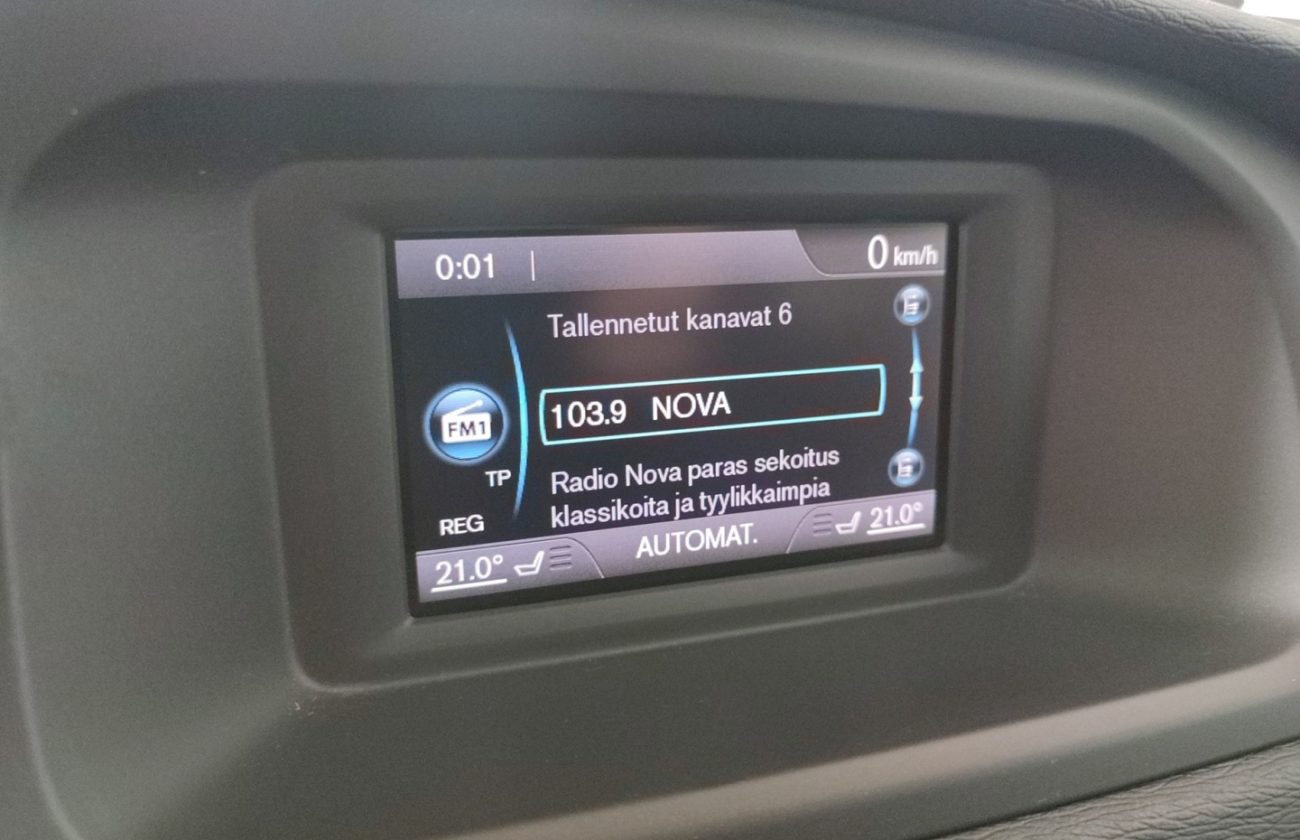 0:01
0 km/h
Tallennetut kanavat 6
103.9 NOVA
FM1
TP
Radio Nova paras sekoitus
klassikoita ja tyylikkaimpia
REG
AUTOMAT.
21.0°
21.0°